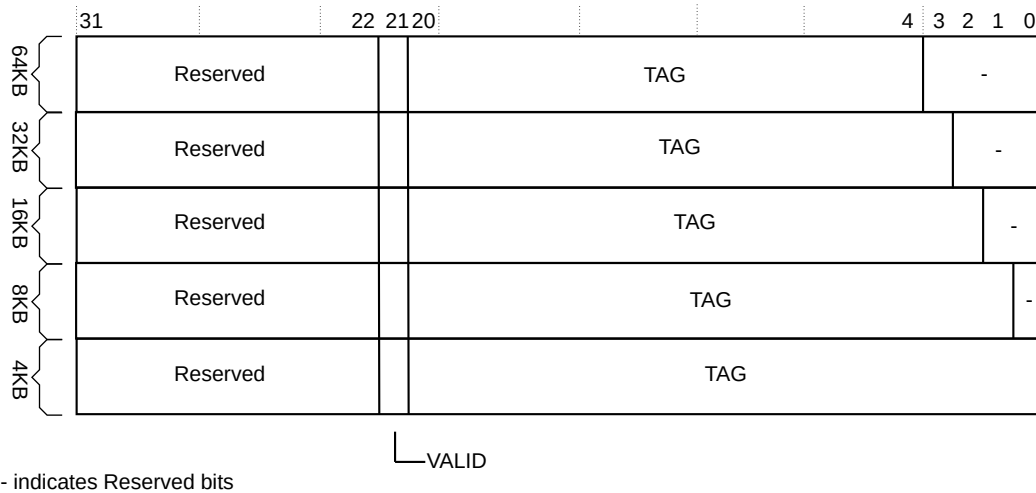 31 22 21 20 4 3 2 1 0
64KB Reserved TAG -
32KB Reserved TAG -
16KB Reserved TAG -
8KB Reserved TAG -
4KB Reserved TAG
VALID
- indicates Reserved bits